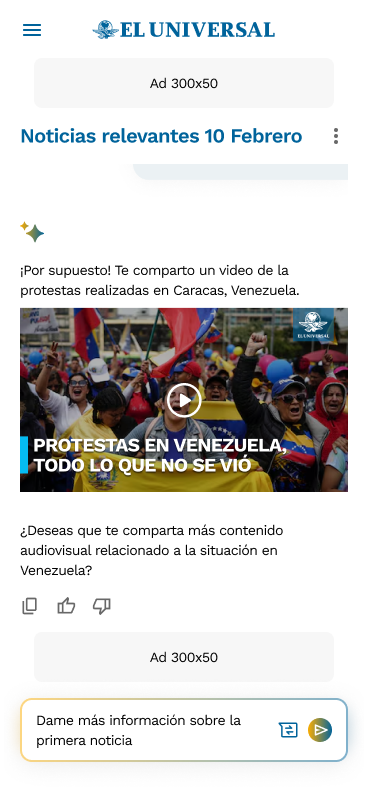 EL UNIVERSAL
Ad 300x50
Noticias relevantes 10 Febrero
¡Por supuesto! Te comparto un video de la
protestas realizadas en Caracas, Venezuela.
EL UNIVERSAL
PROTESTAS EN VENEZUELA,
TODO LO QUE NO SE VIÓ
¿Deseas que te comparta más contenido
audiovisual relacionado a la situación en
Venezuela?
Ad 300x50
Dame más información sobre la
primera noticia